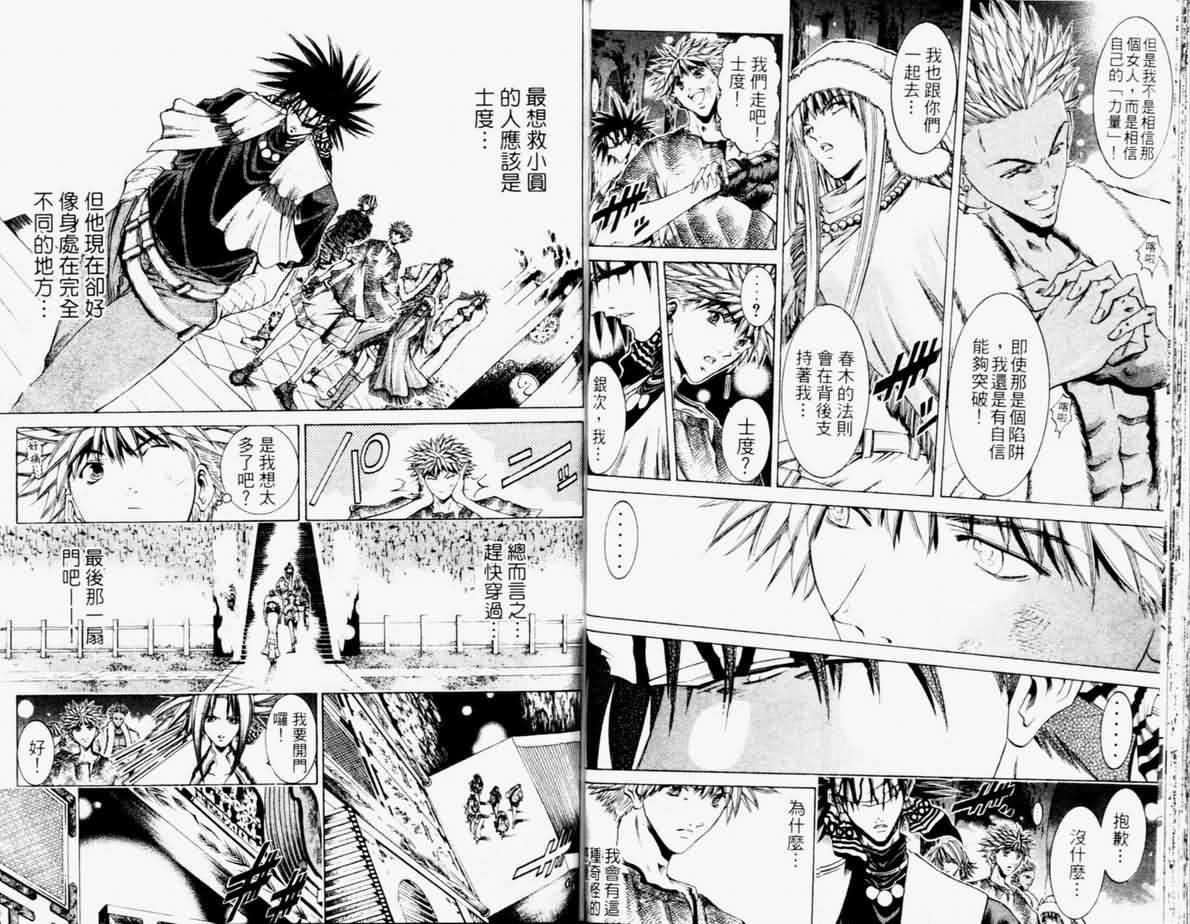 但是我不是相信那
個女人，而是相信
自己的「力量」！
喀啦
即使那是個陷阱
，我還是有自信
能夠突破！
喀啦
我也跟你們
一起去…
春木的法則
會在背後支
持著我…
我們走吧！
士度！
…？
士度？
銀次，我…
……
……
抱歉…
沒什麼…
為什麼…
我會有這
種奇怪的
最想救小圓
的人應該是
士度…
但他現在卻好
像身處在完全
不同的地方…
是我想太
多了吧？
好痛
總而言之…
趕快穿過…
最後那一扇
門吧——！
我要開門
囉！
好！